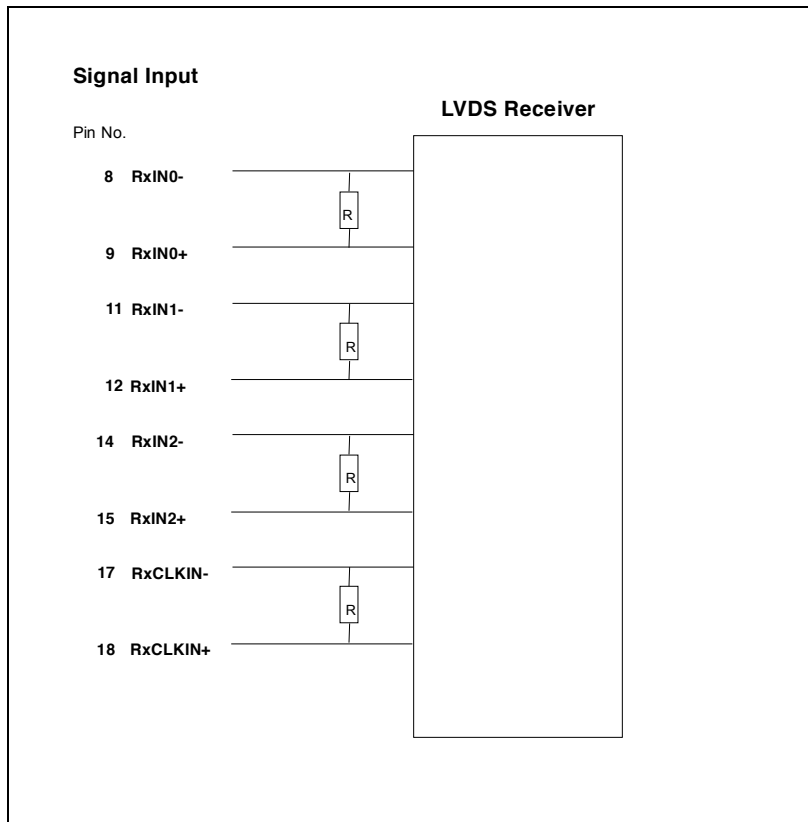 Signal Input
LVDS Receiver
Pin No.
8 RxIN0-
R
9 RxIN0+
11 RxIN1-
R
12 RxIN1+
14 RxIN2-
R
15 RxIN2+
17 RxCLKIN-
R
18 RxCLKIN+